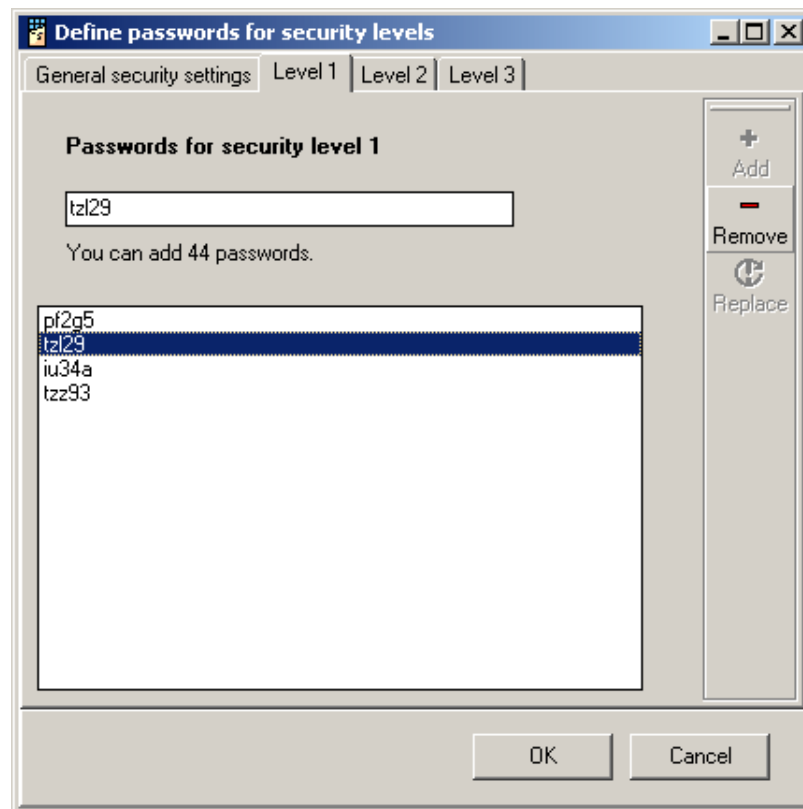 Define passwords for security levels
General security settings Level 1 Level 2 Level 3
Passwords for security level 1
Add
tzl29
Remove
You can add 44 passwords.
Replace
pf2g5
tzl29
iu34a
tzz93
OK Cancel